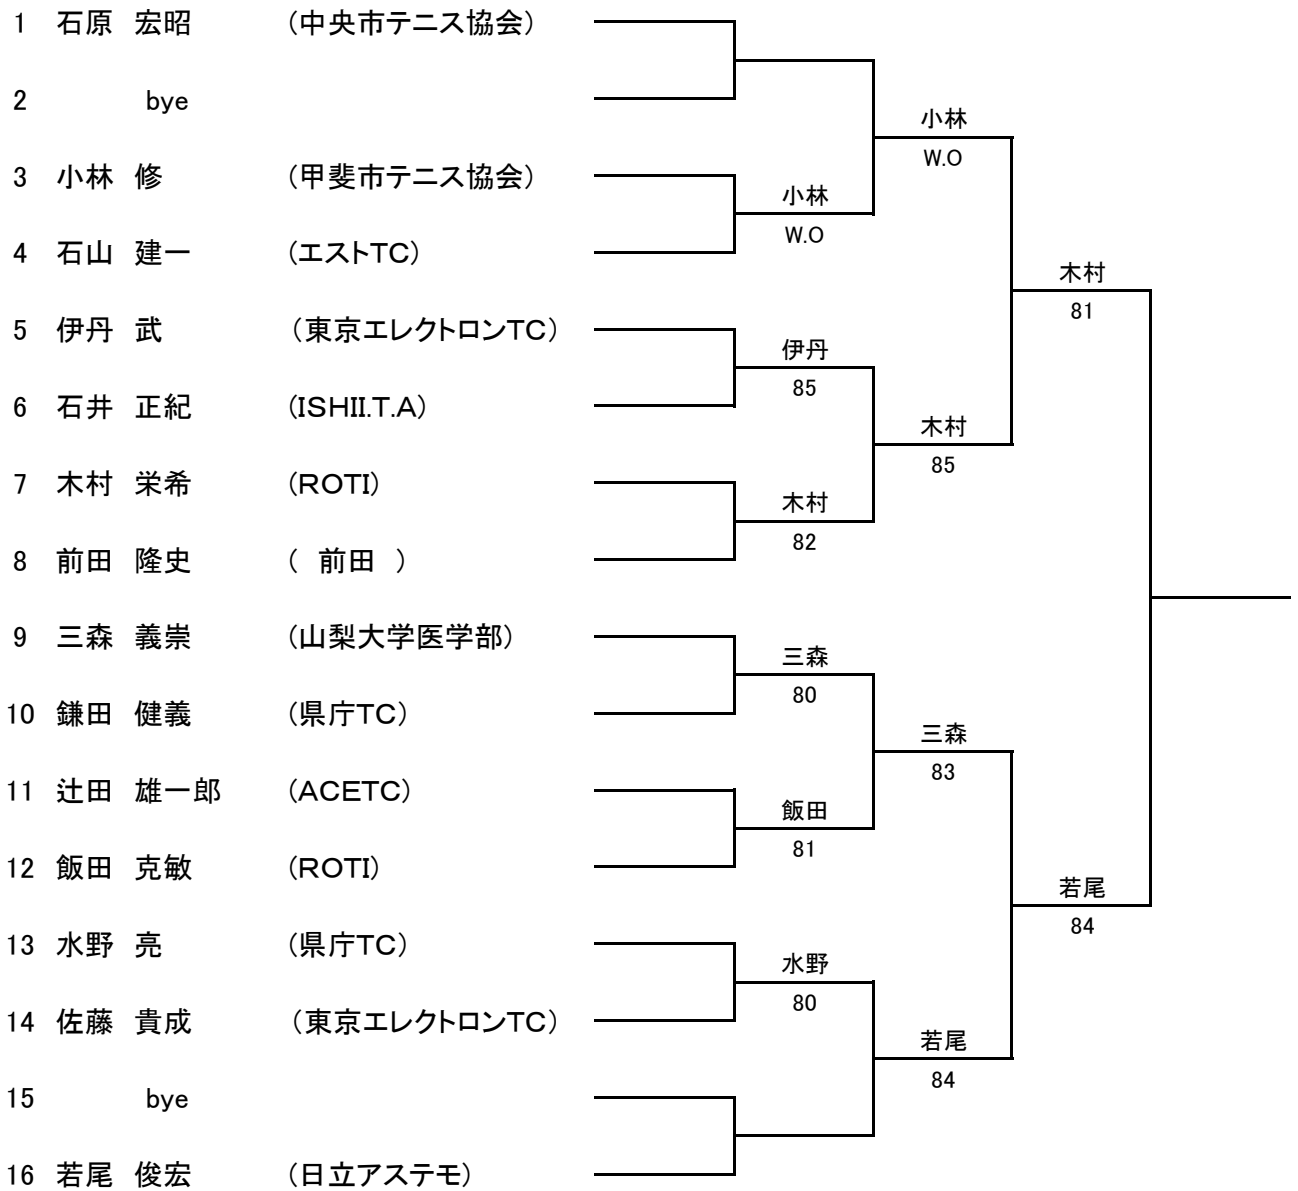 1 石原 宏昭 (中央市テニス協会)
2 bye
小林
W.O
3 小林 修 (甲斐市テニス協会)
小林
W.O
4 石山 建一 (エストTC)
木村
81
5 伊丹 武 (東京エレクトロンTC)
伊丹
85
6 石井 正紀 (ISHII.T.A)
木村
85
7 木村 栄希 (ROTI)
木村
82
8 前田 隆史 ( 前田 )
9 三森 義崇 (山梨大学医学部)
三森
80
10 鎌田 健義 (県庁TC)
三森
83
11 辻田 雄一郎 (ACETC)
飯田
81
12 飯田 克敏 (ROTI)
若尾
84
13 水野 亮 (県庁TC)
水野
80
14 佐藤 貴成 (東京エレクトロンTC)
若尾
84
15 bye
16 若尾 俊宏 (日立アステモ)